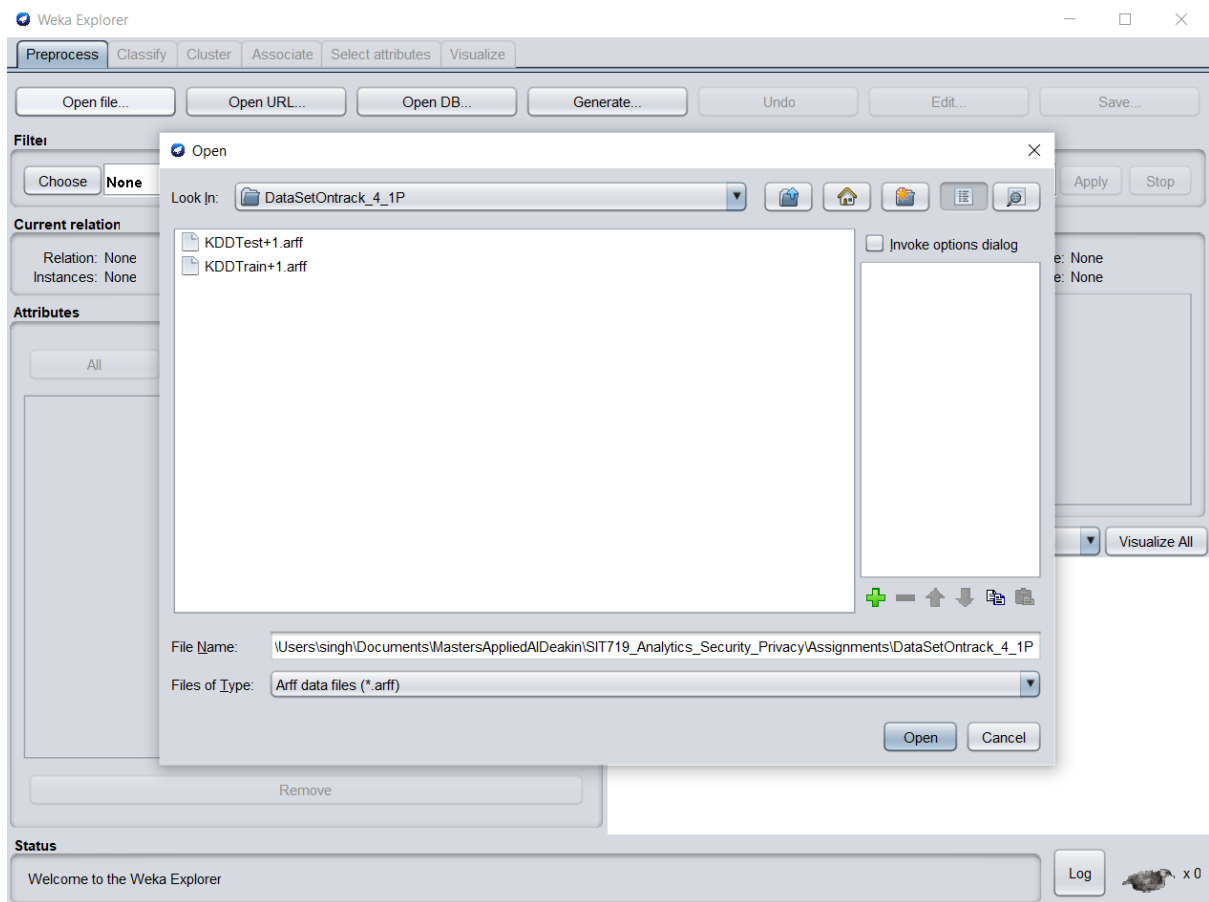 Weka Explorer
Preprocess Classify Cluster Associate Select attributes Visualize
Open file... Open URL... Open DB... Generate... Undo Edit... Save...
Filter
Choose None Apply Stop
Current relation
Relation: None
Instances: None
e: None
e: None
Attributes
All
Open
Look In: DataSetOntrack_4_1P
KDDTest+1.arff
KDDTrain+1.arff
Invoke options dialog
File Name: \Users\singh\Documents\MastersAppliedAIDeakin\SIT719_Analytics_Security_Privacy\Assignments\DataSetOntrack_4_1P
Files of Type: Arff data files (*.arff)
Open Cancel
Visualize All
Remove
Status
Welcome to the Weka Explorer
Log x 0